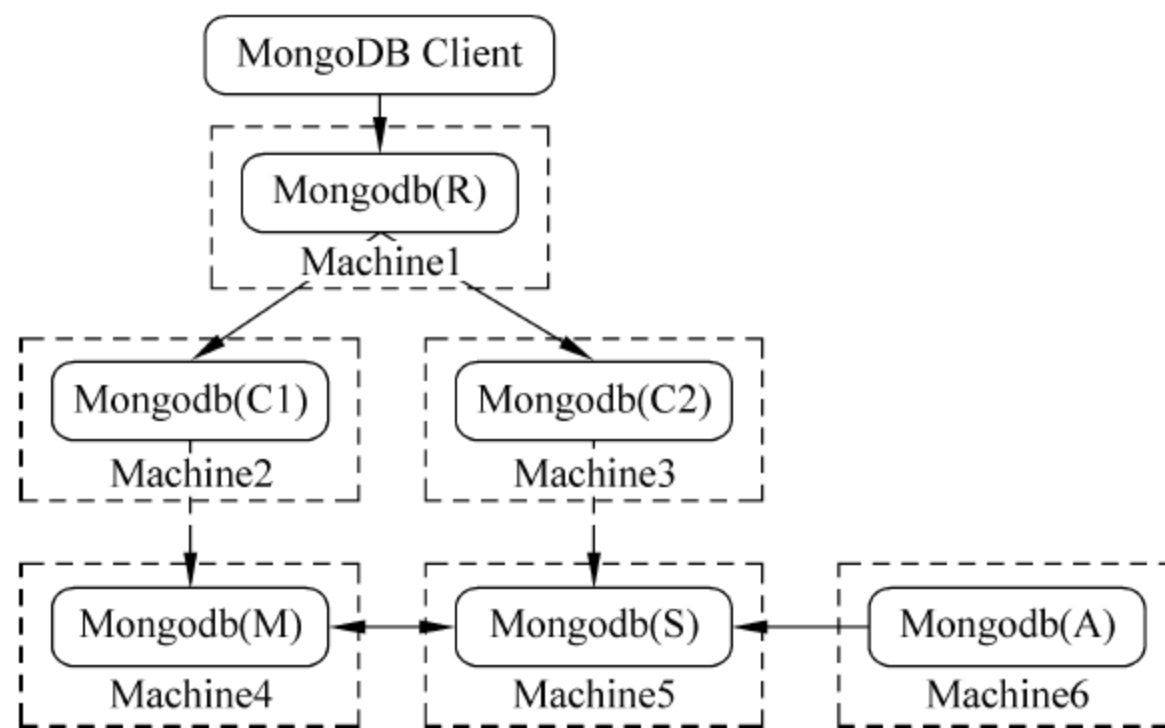 MongoDB Client
Mongodb(R)
Machine1
Mongodb(C1)
Mongodb(C2)
Machine2
Machine3
Mongodb(M)
Mongodb(S)
Mongodb(A)
Machine4
Machine5
Machine6